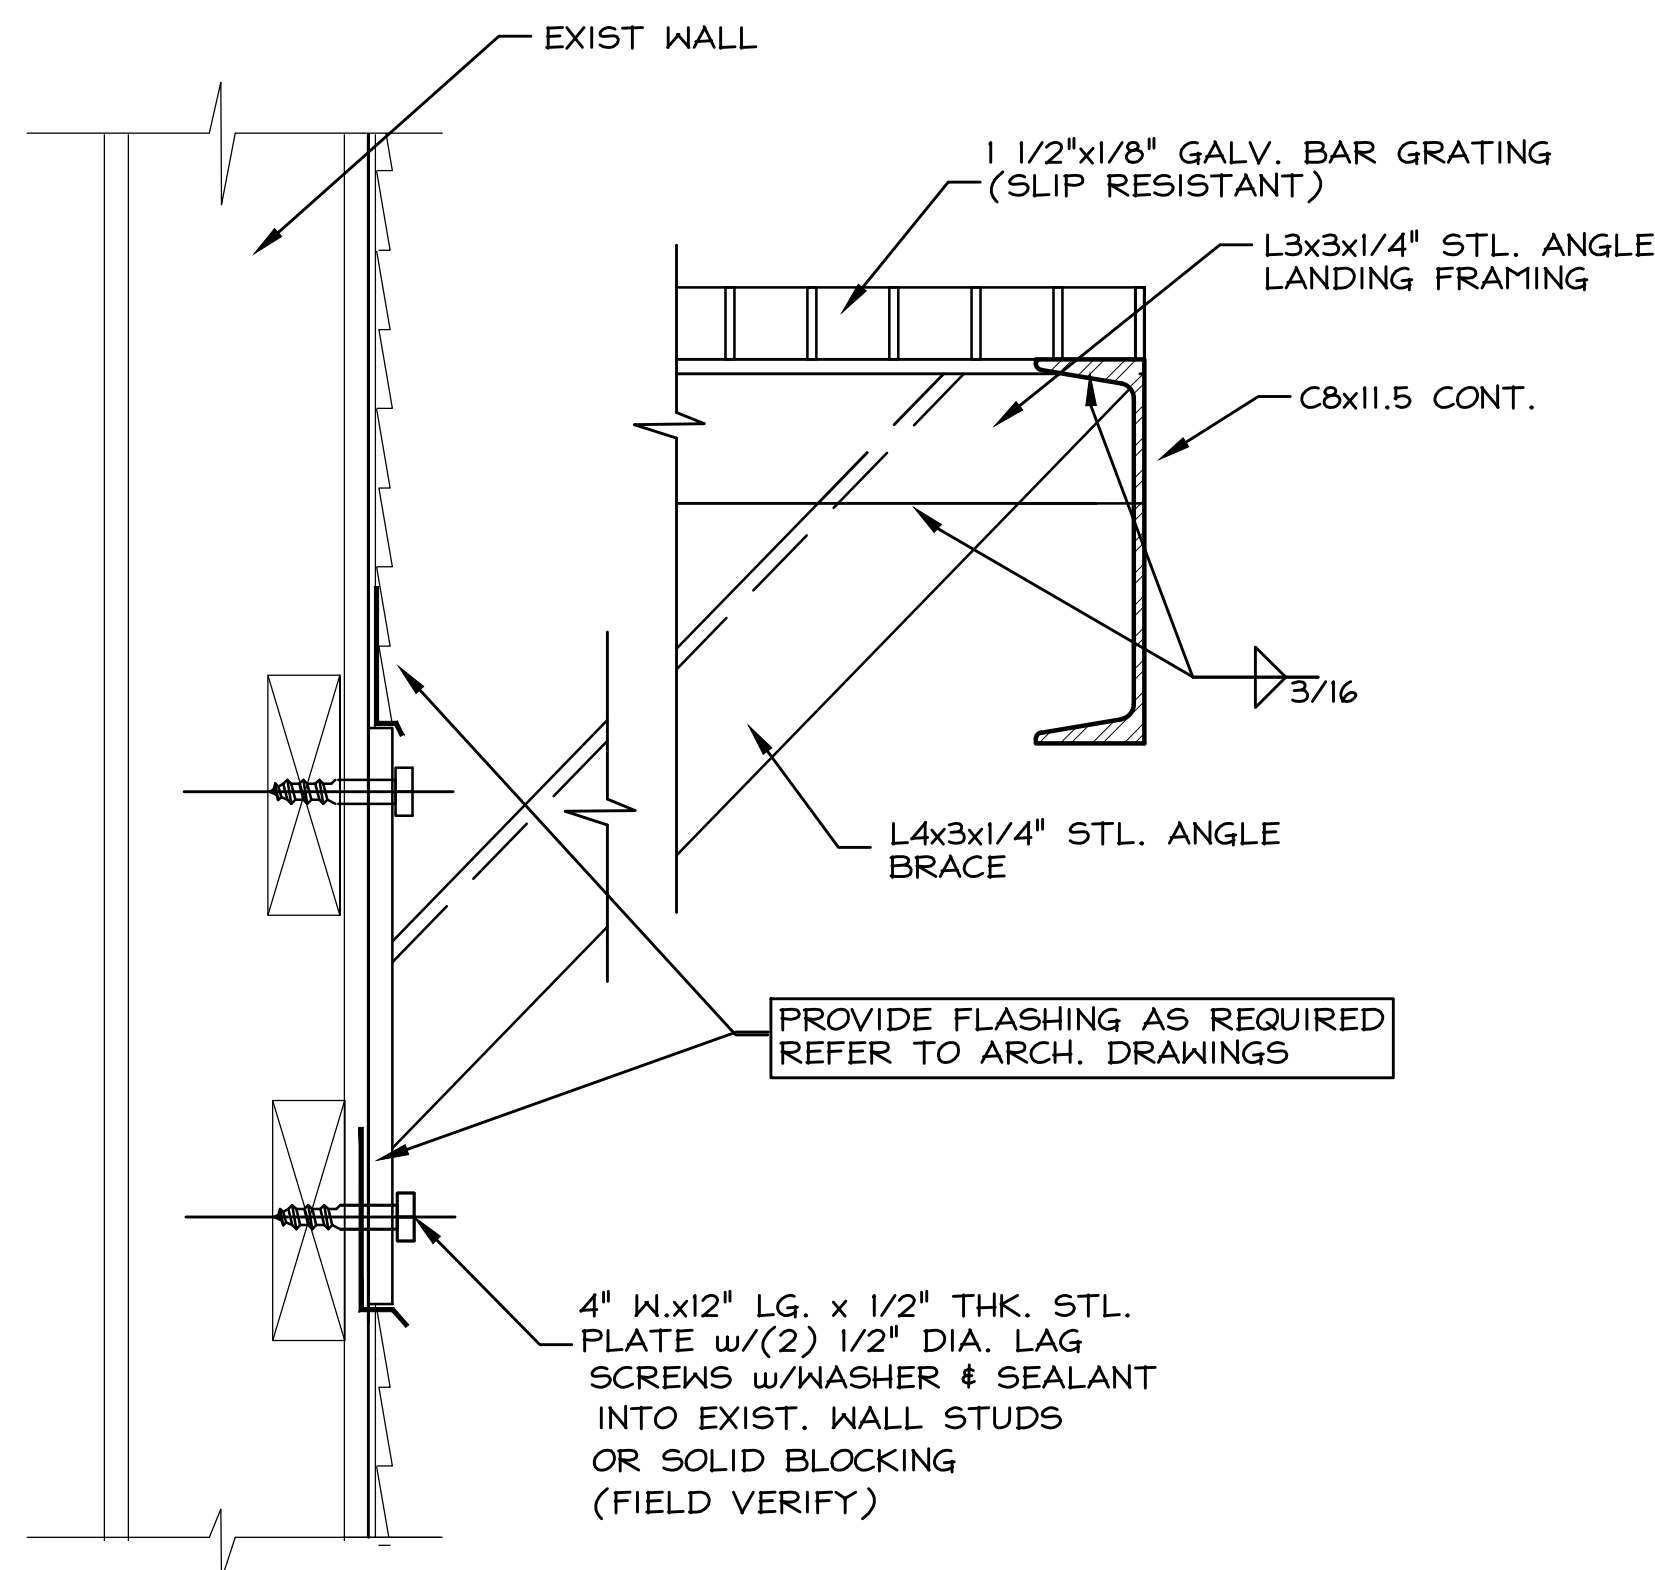 EXIST WALL
1 1/2"x1/8" GALV. BAR GRATING
(SLIP RESISTANT)
L3x3x1/4" STL. ANGLE
LANDING FRAMING
C8x11.5 CONT.
3/16
L4x3x1/4" STL. ANGLE
BRACE
PROVIDE FLASHING AS REQUIRED
REFER TO ARCH. DRAWINGS
4" W.x12" LG. x 1/2" THK. STL.
PLATE w/(2) 1/2" DIA. LAG
SCREWS w/WASHER & SEALANT
INTO EXIST. WALL STUDS
OR SOLID BLOCKING
(FIELD VERIFY)